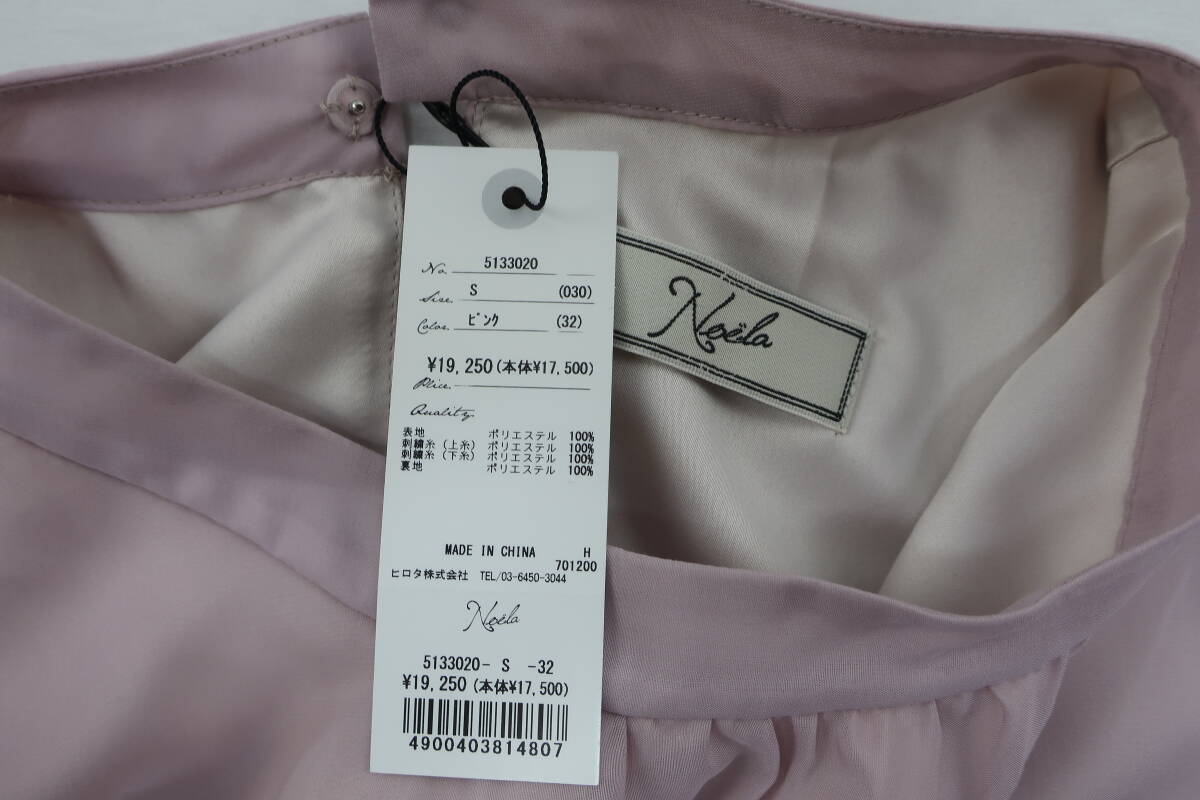 No. 5133020
Size. S (030)
Color. ピンク (32)
¥19,250(本体¥17,500)
Plice.
Quality.
表地 ポリエステル 100%
刺繍糸（上糸） ポリエステル 100%
刺繍糸（下糸） ポリエステル 100%
裏地 ポリエステル 100%
MADE IN CHINA H
701200
ヒロタ株式会社 TEL/03-6450-3044
Noëla
5133020- S -32
¥19,250(本体¥17,500)
4900403814807
Noëla